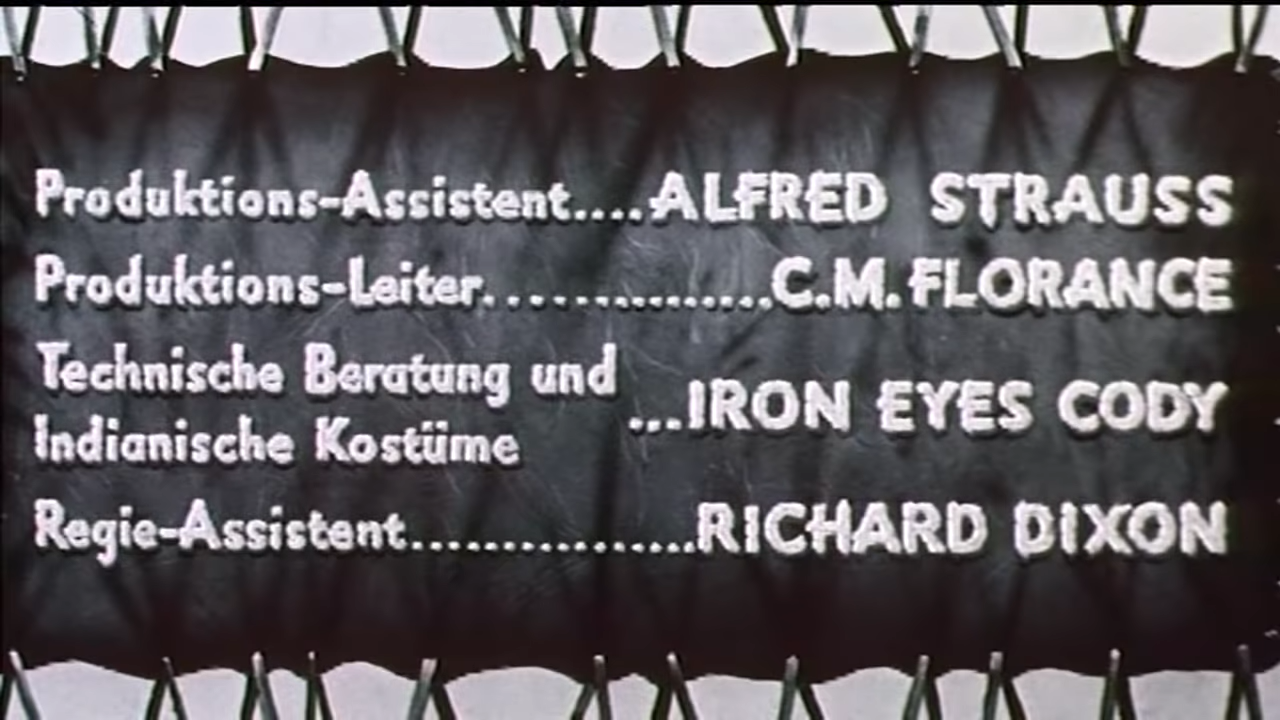 Produktions-Assistent....ALFRED STRAUSS
Produktions-Leiter................C.M. FLORANCE
Technische Beratung und
Indianische Kostüme ...IRON EYES CODY
Regie-Assistent.................RICHARD DIXON